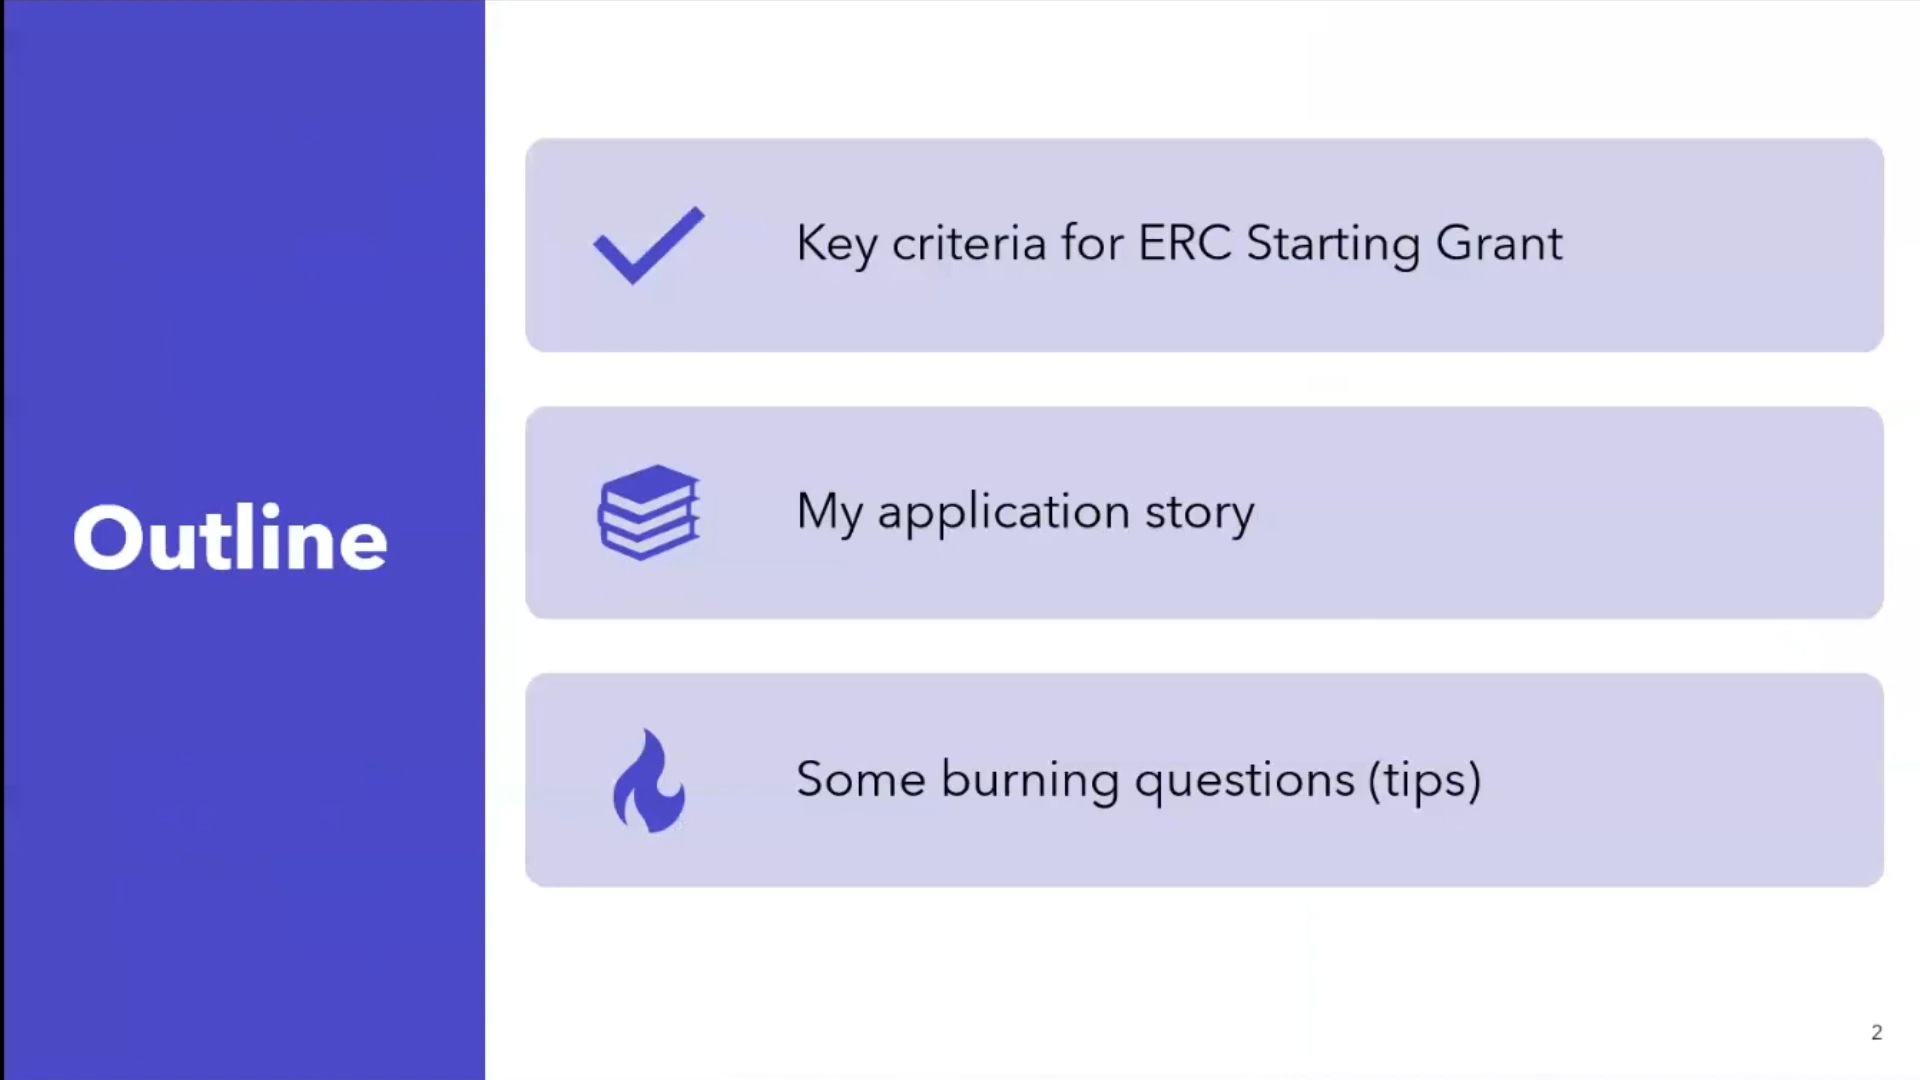 Outline
Key criteria for ERC Starting Grant
My application story
Some burning questions (tips)
2